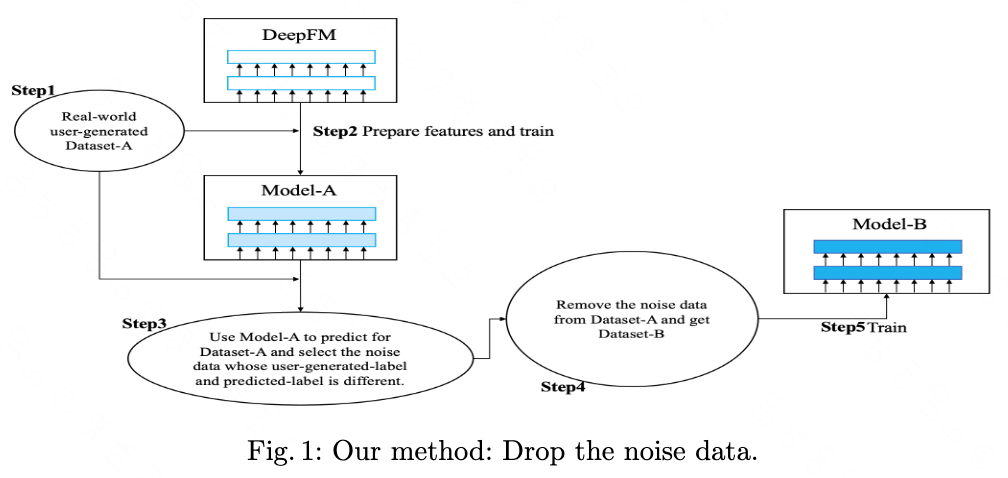 DeepFM
Step1
Real-world
user-generated
Dataset-A
Step2 Prepare features and train
Model-A
Model-B
Step3
Use Model-A to predict for
Dataset-A and select the noise
data whose user-generated-label
and predicted-label is different.
Remove the noise data
from Dataset-A and get
Dataset-B
Step4
Step5 Train
Fig. 1: Our method: Drop the noise data.